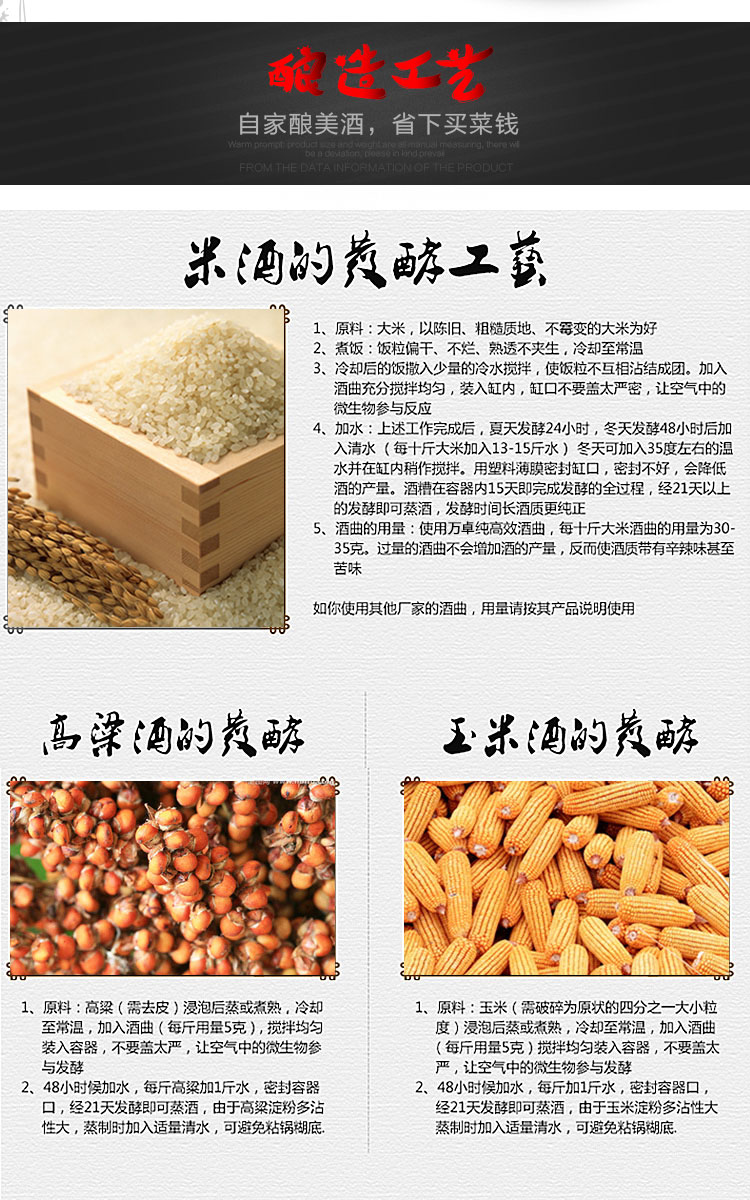 酿造工艺
自家酿美酒，省下买菜钱
Warm prompt: product size and weight are all manual measuring, there will
be a deviation, please in kind prevail
FROM THE DATA INFORMATION OF THE PRODUCT
米酒的发酵工藝
1、原料：大米，以陈旧、粗糙质地、不霉变的大米为好
2、煮饭：饭粒偏干、不烂、熟透不夹生，冷却至常温
3、冷却后的饭撒入少量的冷水搅拌，使饭粒不互相沾结成团。加入
酒曲充分搅拌均匀，装入缸内，缸口不要盖太严密，让空气中的
微生物参与反应
4、加水：上述工作完成后，夏天发酵24小时，冬天发酵48小时后加
入清水（每十斤大米加入13-15斤水）冬天可加入35度左右的温
水并在缸内稍作搅拌。用塑料薄膜密封缸口，密封不好，会降低
酒的产量。酒槽在容器内15天即完成发酵的全过程，经21天以上
的发酵即可蒸酒，发酵时间长酒质更纯正
5、酒曲的用量：使用万卓纯高效酒曲，每十斤大米酒曲的用量为30-
35克。过量的酒曲不会增加酒的产量，反而使酒质带有辛辣味甚至
苦味
如你使用其他厂家的酒曲，用量请按其产品说明使用
高粱酒的发酵
1、原料：高粱（需去皮）浸泡后蒸或煮熟，冷却
至常温，加入酒曲（每斤用量5克），搅拌均匀
装入容器，不要盖太严，让空气中的微生物参
与发酵
2、48小时候加水，每斤高粱加1斤水，密封容器
口，经21天发酵即可蒸酒，由于高粱淀粉多沾
性大，蒸制时加入适量清水，可避免粘锅糊底.
玉米酒的发酵
1、原料：玉米（需破碎为原状的四分之一大小粒
度）浸泡后蒸或煮熟，冷却至常温，加入酒曲
（每斤用量5克）搅拌均匀装入容器，不要盖太
严，让空气中的微生物参与发酵
2、48小时候加水，每斤加1斤水，密封容器口，
经21天发酵即可蒸酒，由于玉米淀粉多沾性大
蒸制时加入适量清水，可避免粘锅糊底.